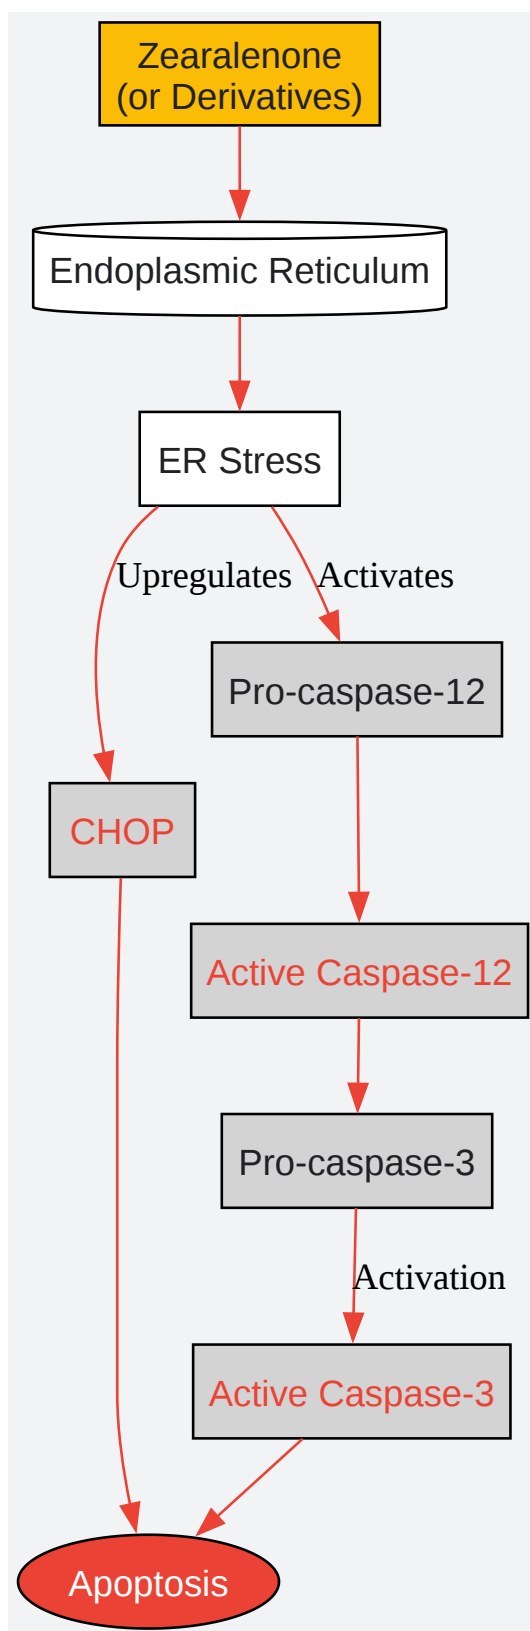 Zearalenone
(or Derivatives)
Endoplasmic Reticulum
ER Stress
Upregulates
Activates
Pro-caspase-12
CHOP
Active Caspase-12
Pro-caspase-3
Activation
Active Caspase-3
Apoptosis